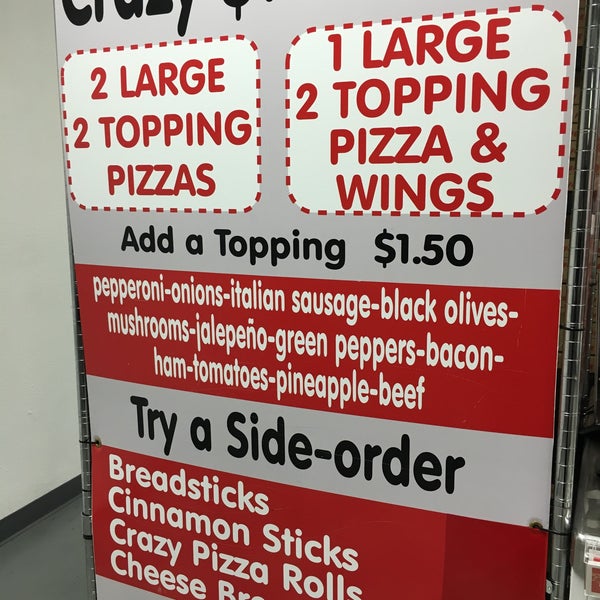 Crazy
2 LARGE
2 TOPPING
PIZZAS
1 LARGE
2 TOPPING
PIZZA &
WINGS
Add a Topping $1.50
pepperoni-onions-italian sausage-black olives-
mushrooms-jalepeño-green peppers-bacon-
ham-tomatoes-pineapple-beef
Try a Side-order
Breadsticks
Cinnamon Sticks
Crazy Pizza Rolls
Cheese